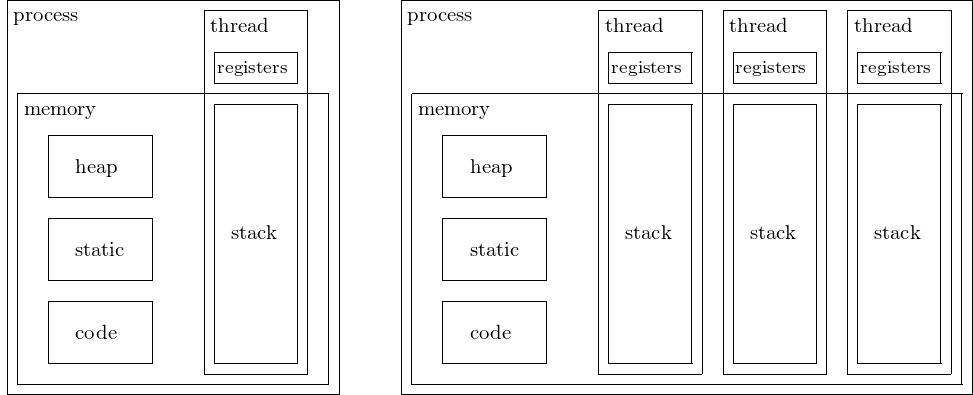 process
thread
registers
memory
heap
static
stack
code
process
thread thread thread
registers registers registers
memory
heap
stack stack stack
static
code